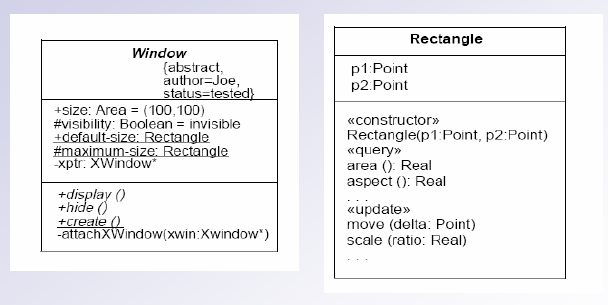 Window
{abstract,
author=Joe,
status=tested}
+size: Area = (100,100)
#visibility: Boolean = invisible
+default-size: Rectangle
#maximum-size: Rectangle
-xptr: XWindow*
+display ()
+hide ()
+create ()
-attachXWindow(xwin:Xwindow*)
Rectangle
p1:Point
p2:Point
«constructor»
Rectangle(p1:Point, p2:Point)
«query»
area (): Real
aspect (): Real
. . .
«update»
move (delta: Point)
scale (ratio: Real)
. . .